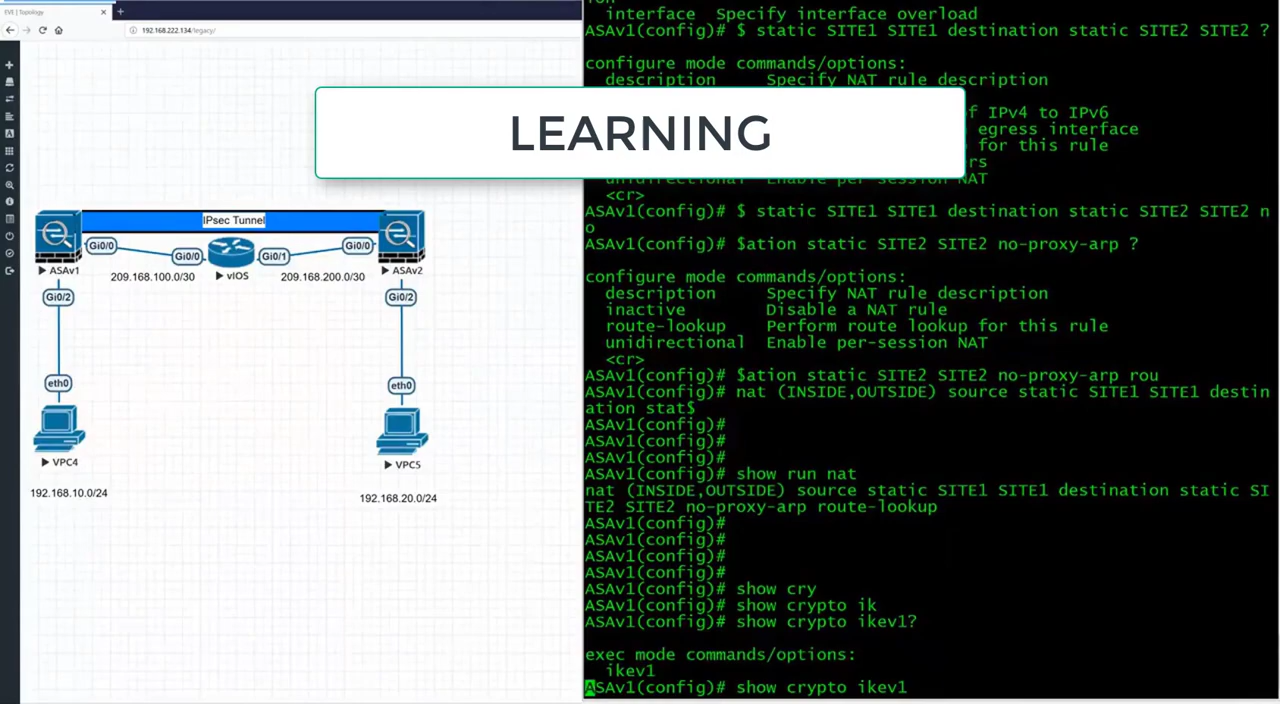 EVE | Topology
192.168.222.134/legacy/
LEARNING
IPsec Tunnel
Gi0/0
Gi0/0
Gi0/1
Gi0/0
ASAv1
209.168.100.0/30
vIOS
209.168.200.0/30
ASAv2
Gi0/2
Gi0/2
eth0
eth0
VPC4
VPC5
192.168.10.0/24
192.168.20.0/24
interface  Specify interface overload
ASAv1(config)# $ static SITE1 SITE1 destination static SITE2 SITE2 ?
configure mode commands/options:
description     Specify NAT rule description
of IPv4 to IPv6
egress interface
for this rule
Enable per-session NAT
<cr>
ASAv1(config)# $ static SITE1 SITE1 destination static SITE2 SITE2 n
o
ASAv1(config)# $ation static SITE2 SITE2 no-proxy-arp ?
configure mode commands/options:
description     Specify NAT rule description
inactive        Disable a NAT rule
route-lookup    Perform route lookup for this rule
unidirectional  Enable per-session NAT
<cr>
ASAv1(config)# $ation static SITE2 SITE2 no-proxy-arp rou
ASAv1(config)# nat (INSIDE,OUTSIDE) source static SITE1 SITE1 destin
ation stat$
ASAv1(config)#
ASAv1(config)#
ASAv1(config)#
ASAv1(config)# show run nat
nat (INSIDE,OUTSIDE) source static SITE1 SITE1 destination static SI
TE2 SITE2 no-proxy-arp route-lookup
ASAv1(config)#
ASAv1(config)#
ASAv1(config)#
ASAv1(config)#
ASAv1(config)# show cry
ASAv1(config)# show crypto ik
ASAv1(config)# show crypto ikev1?
exec mode commands/options:
ikev1
ASAv1(config)# show crypto ikev1